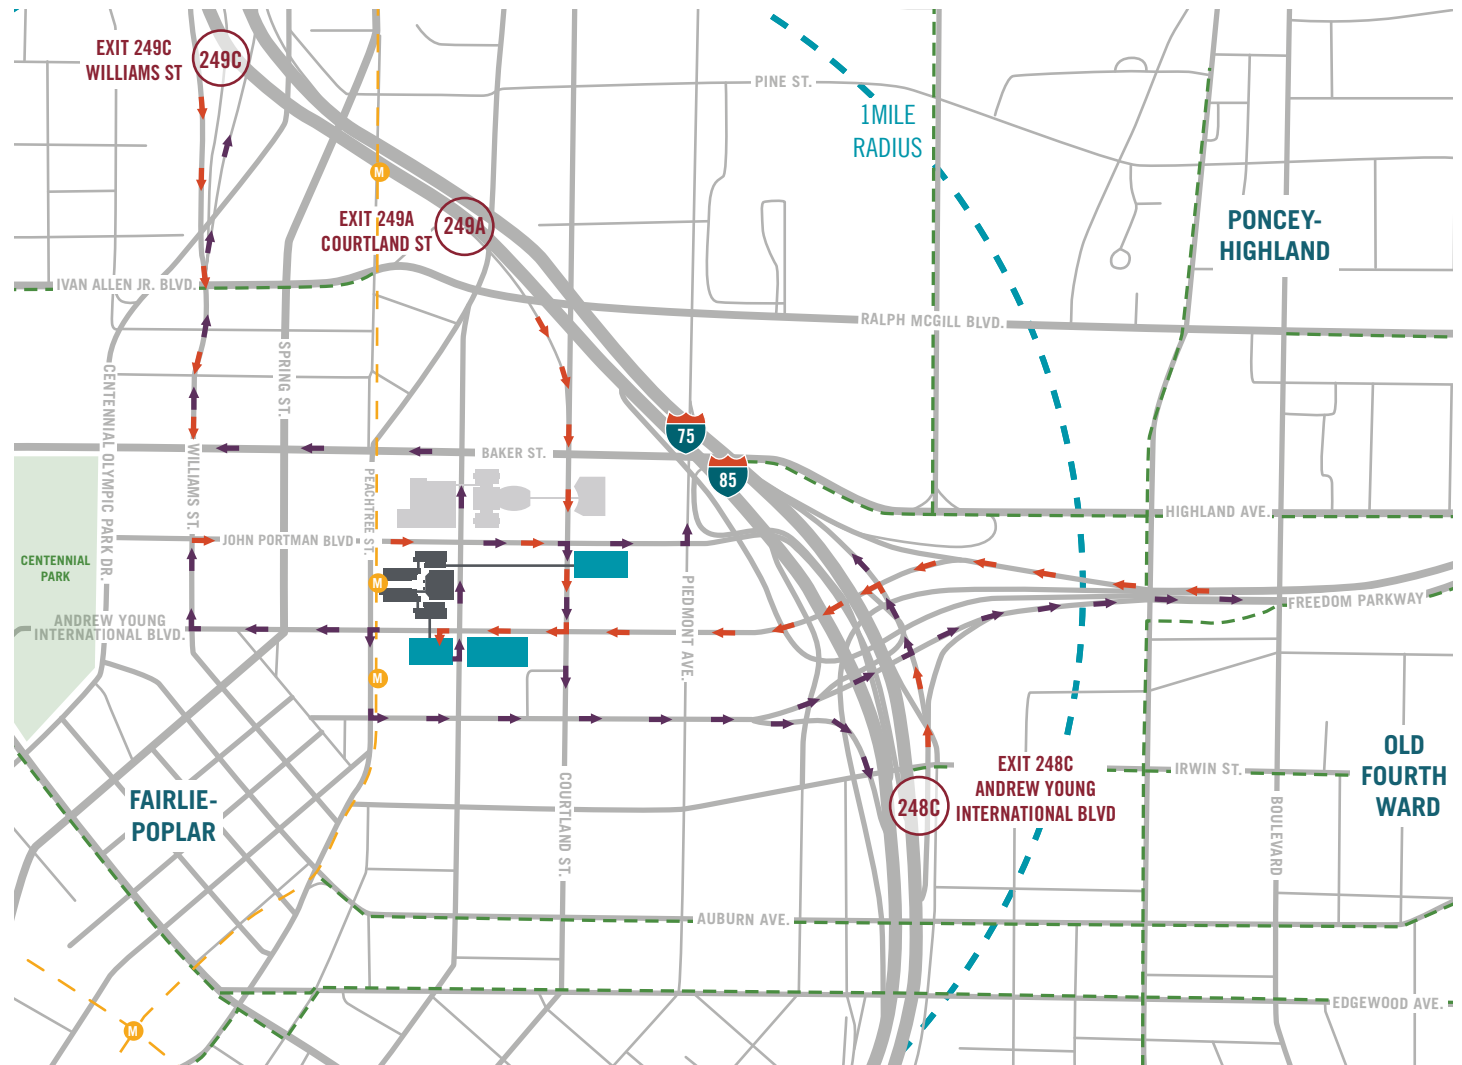 EXIT 249C
WILLIAMS ST
249C
PINE ST.
1MILE
RADIUS
M
EXIT 249A
COURTLAND ST
249A
PONCEY-
HIGHLAND
IVAN ALLEN JR. BLVD.
RALPH MCGILL BLVD.
SPRING ST.
CENTENNIAL OLYMPIC PARK DR.
WILLIAMS ST.
PEACHTREE ST.
BAKER ST.
75
85
HIGHLAND AVE.
JOHN PORTMAN BLVD
CENTENNIAL
PARK
M
PIEDMONT AVE.
FREEDOM PARKWAY
ANDREW YOUNG
INTERNATIONAL BLVD.
M
EXIT 248C
ANDREW YOUNG
INTERNATIONAL BLVD
248C
IRWIN ST.
OLD
FOURTH
WARD
FAIRLIE-
POPLAR
COURTLAND ST.
BOULEVARD
AUBURN AVE.
EDGEWOOD AVE.
M